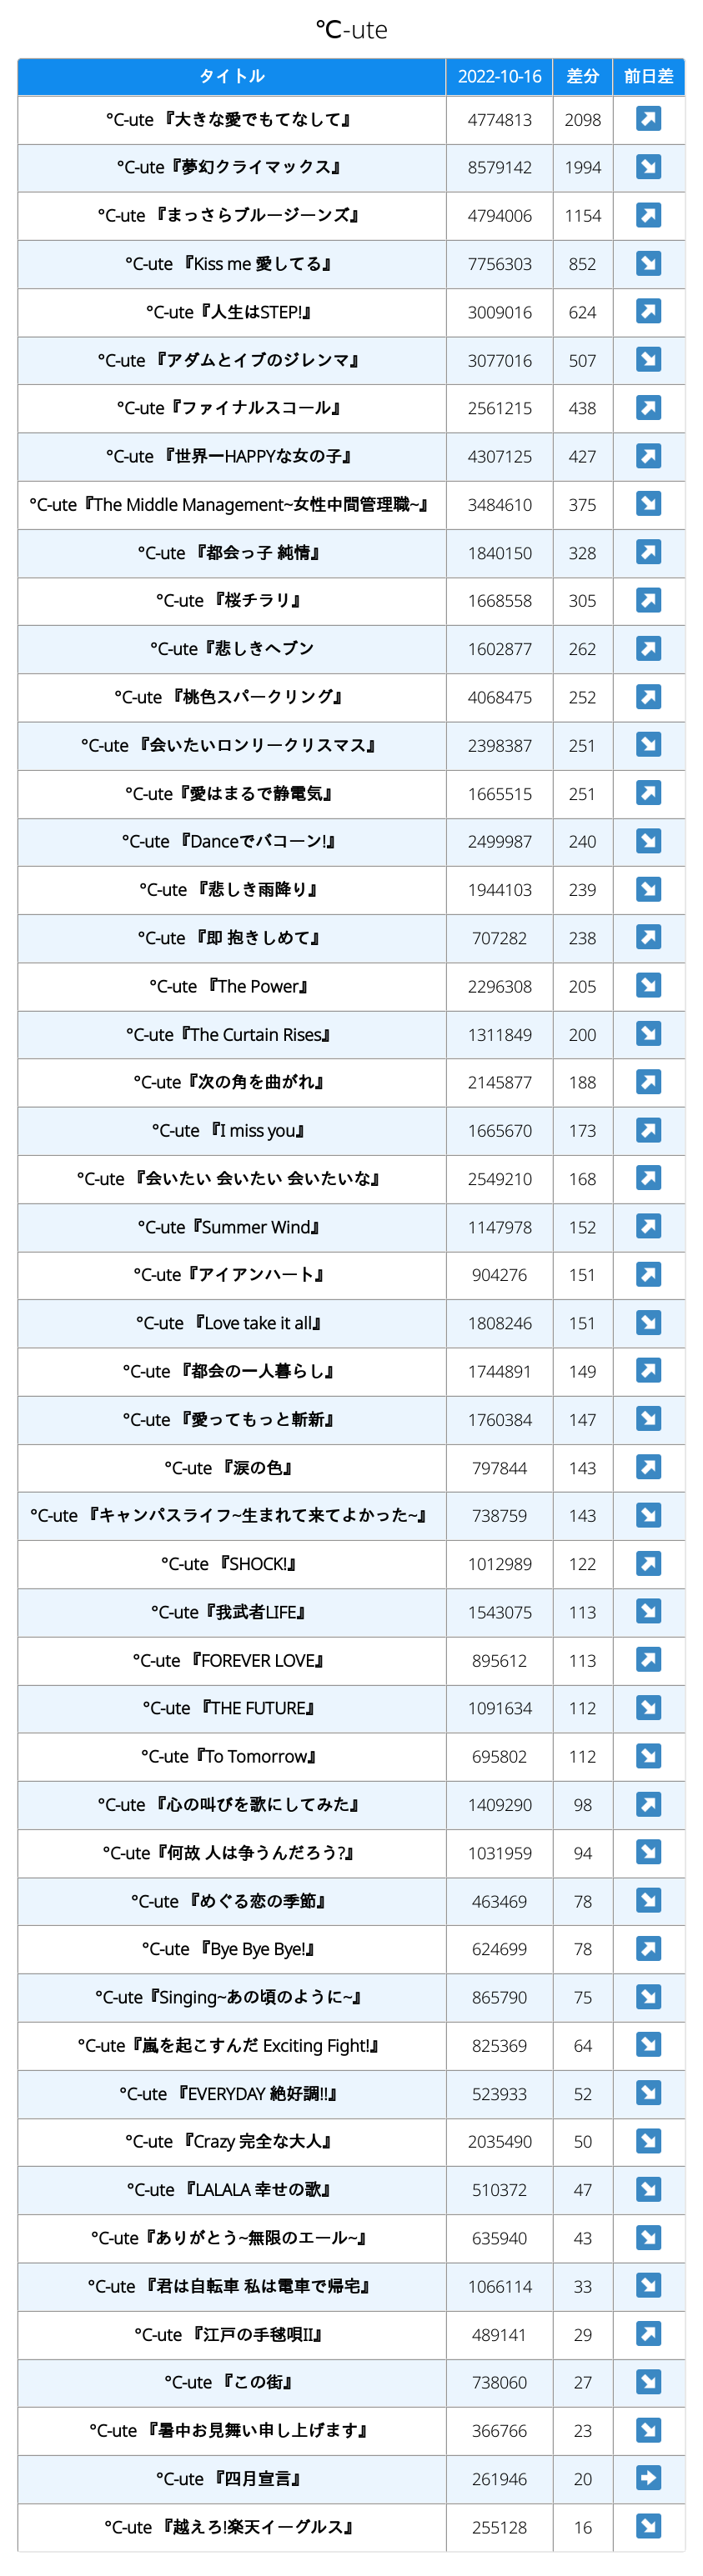 ℃-ute
タイトル 2022-10-16 差分 前日差
℃-ute 『大きな愛でもてなして』 4774813 2098 ↗
℃-ute『夢幻クライマックス』 8579142 1994 ↘
℃-ute 『まっさらブルージーンズ』 4794006 1154 ↗
℃-ute 『Kiss me 愛してる』 7756303 852 ↘
℃-ute『人生はSTEP!』 3009016 624 ↗
℃-ute 『アダムとイブのジレンマ』 3077016 507 ↘
℃-ute『ファイナルスコール』 2561215 438 ↗
℃-ute 『世界一HAPPYな女の子』 4307125 427 ↗
℃-ute『The Middle Management~女性中間管理職~』 3484610 375 ↘
℃-ute 『都会っ子 純情』 1840150 328 ↗
℃-ute 『桜チラリ』 1668558 305 ↗
℃-ute『悲しきヘブン 1602877 262 ↗
℃-ute 『桃色スパークリング』 4068475 252 ↗
℃-ute 『会いたいロンリークリスマス』 2398387 251 ↘
℃-ute『愛はまるで静電気』 1665515 251 ↗
℃-ute 『Danceでバコーン!』 2499987 240 ↘
℃-ute 『悲しき雨降り』 1944103 239 ↘
℃-ute 『即 抱きしめて』 707282 238 ↗
℃-ute 『The Power』 2296308 205 ↘
℃-ute『The Curtain Rises』 1311849 200 ↘
℃-ute『次の角を曲がれ』 2145877 188 ↗
℃-ute 『I miss you』 1665670 173 ↗
℃-ute 『会いたい 会いたい 会いたいな』 2549210 168 ↗
℃-ute『Summer Wind』 1147978 152 ↗
℃-ute『アイアンハート』 904276 151 ↗
℃-ute 『Love take it all』 1808246 151 ↘
℃-ute 『都会の一人暮らし』 1744891 149 ↗
℃-ute 『愛ってもっと斬新』 1760384 147 ↘
℃-ute 『涙の色』 797844 143 ↗
℃-ute 『キャンパスライフ~生まれて来てよかった~』 738759 143 ↘
℃-ute 『SHOCK!』 1012989 122 ↗
℃-ute『我武者LIFE』 1543075 113 ↘
℃-ute 『FOREVER LOVE』 895612 113 ↗
℃-ute 『THE FUTURE』 1091634 112 ↘
℃-ute『To Tomorrow』 695802 112 ↘
℃-ute 『心の叫びを歌にしてみた』 1409290 98 ↗
℃-ute『何故 人は争うんだろう?』 1031959 94 ↘
℃-ute 『めぐる恋の季節』 463469 78 ↘
℃-ute 『Bye Bye Bye!』 624699 78 ↗
℃-ute『Singing~あの頃のように~』 865790 75 ↘
℃-ute『嵐を起こすんだ Exciting Fight!』 825369 64 ↘
℃-ute 『EVERYDAY 絶好調!!』 523933 52 ↘
℃-ute 『Crazy 完全な大人』 2035490 50 ↘
℃-ute 『LALALA 幸せの歌』 510372 47 ↘
℃-ute『ありがとう~無限のエール~』 635940 43 ↘
℃-ute 『君は自転車 私は電車で帰宅』 1066114 33 ↘
℃-ute 『江戸の手毬唄II』 489141 29 ↗
℃-ute 『この街』 738060 27 ↘
℃-ute 『暑中お見舞い申し上げます』 366766 23 ↘
℃-ute 『四月宣言』 261946 20 ➡
℃-ute 『越えろ!楽天イーグルス』 255128 16 ↘